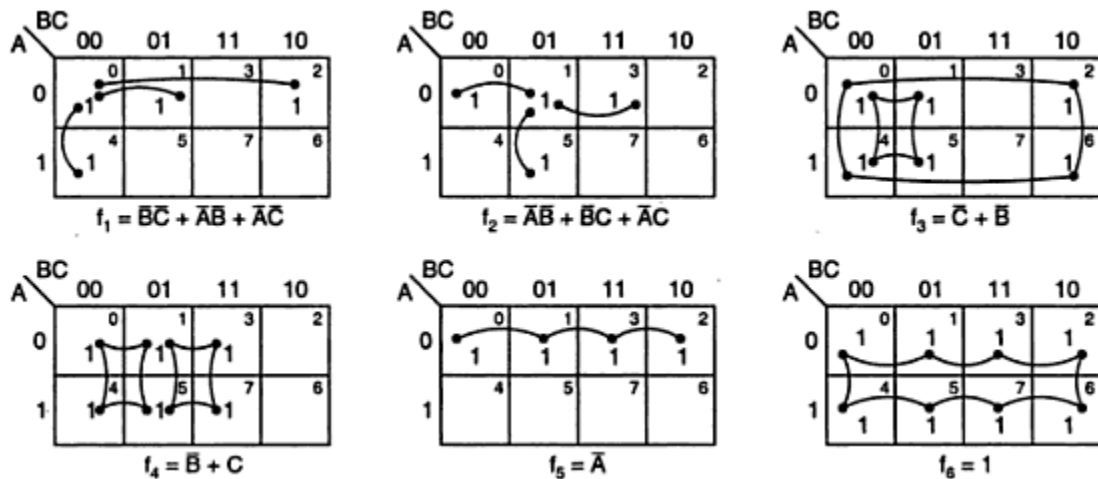 BC
A 00 01 11 10
0 1 3 2
0 1 1 1
4 5 7 6
1 1
f₁ = B̅C̅ + A̅B̅ + A̅C̅
BC
A 00 01 11 10
0 1 3 2
0 1 1 1
4 5 7 6
1 1
f₂ = A̅B̅ + B̅C + A̅C
BC
A 00 01 11 10
0 1 3 2
0 1 1 1
4 5 7 6
1 1 1 1
f₃ = C̅ + B̅
BC
A 00 01 11 10
0 1 3 2
0 1 1 1 1
4 5 7 6
1 1 1 1 1
f₄ = B̅ + C
BC
A 00 01 11 10
0 1 3 2
0 1 1 1 1
4 5 7 6
1
f₅ = A̅
BC
A 00 01 11 10
0 1 3 2
0 1 1 1 1
4 5 7 6
1 1 1 1 1
f₆ = 1